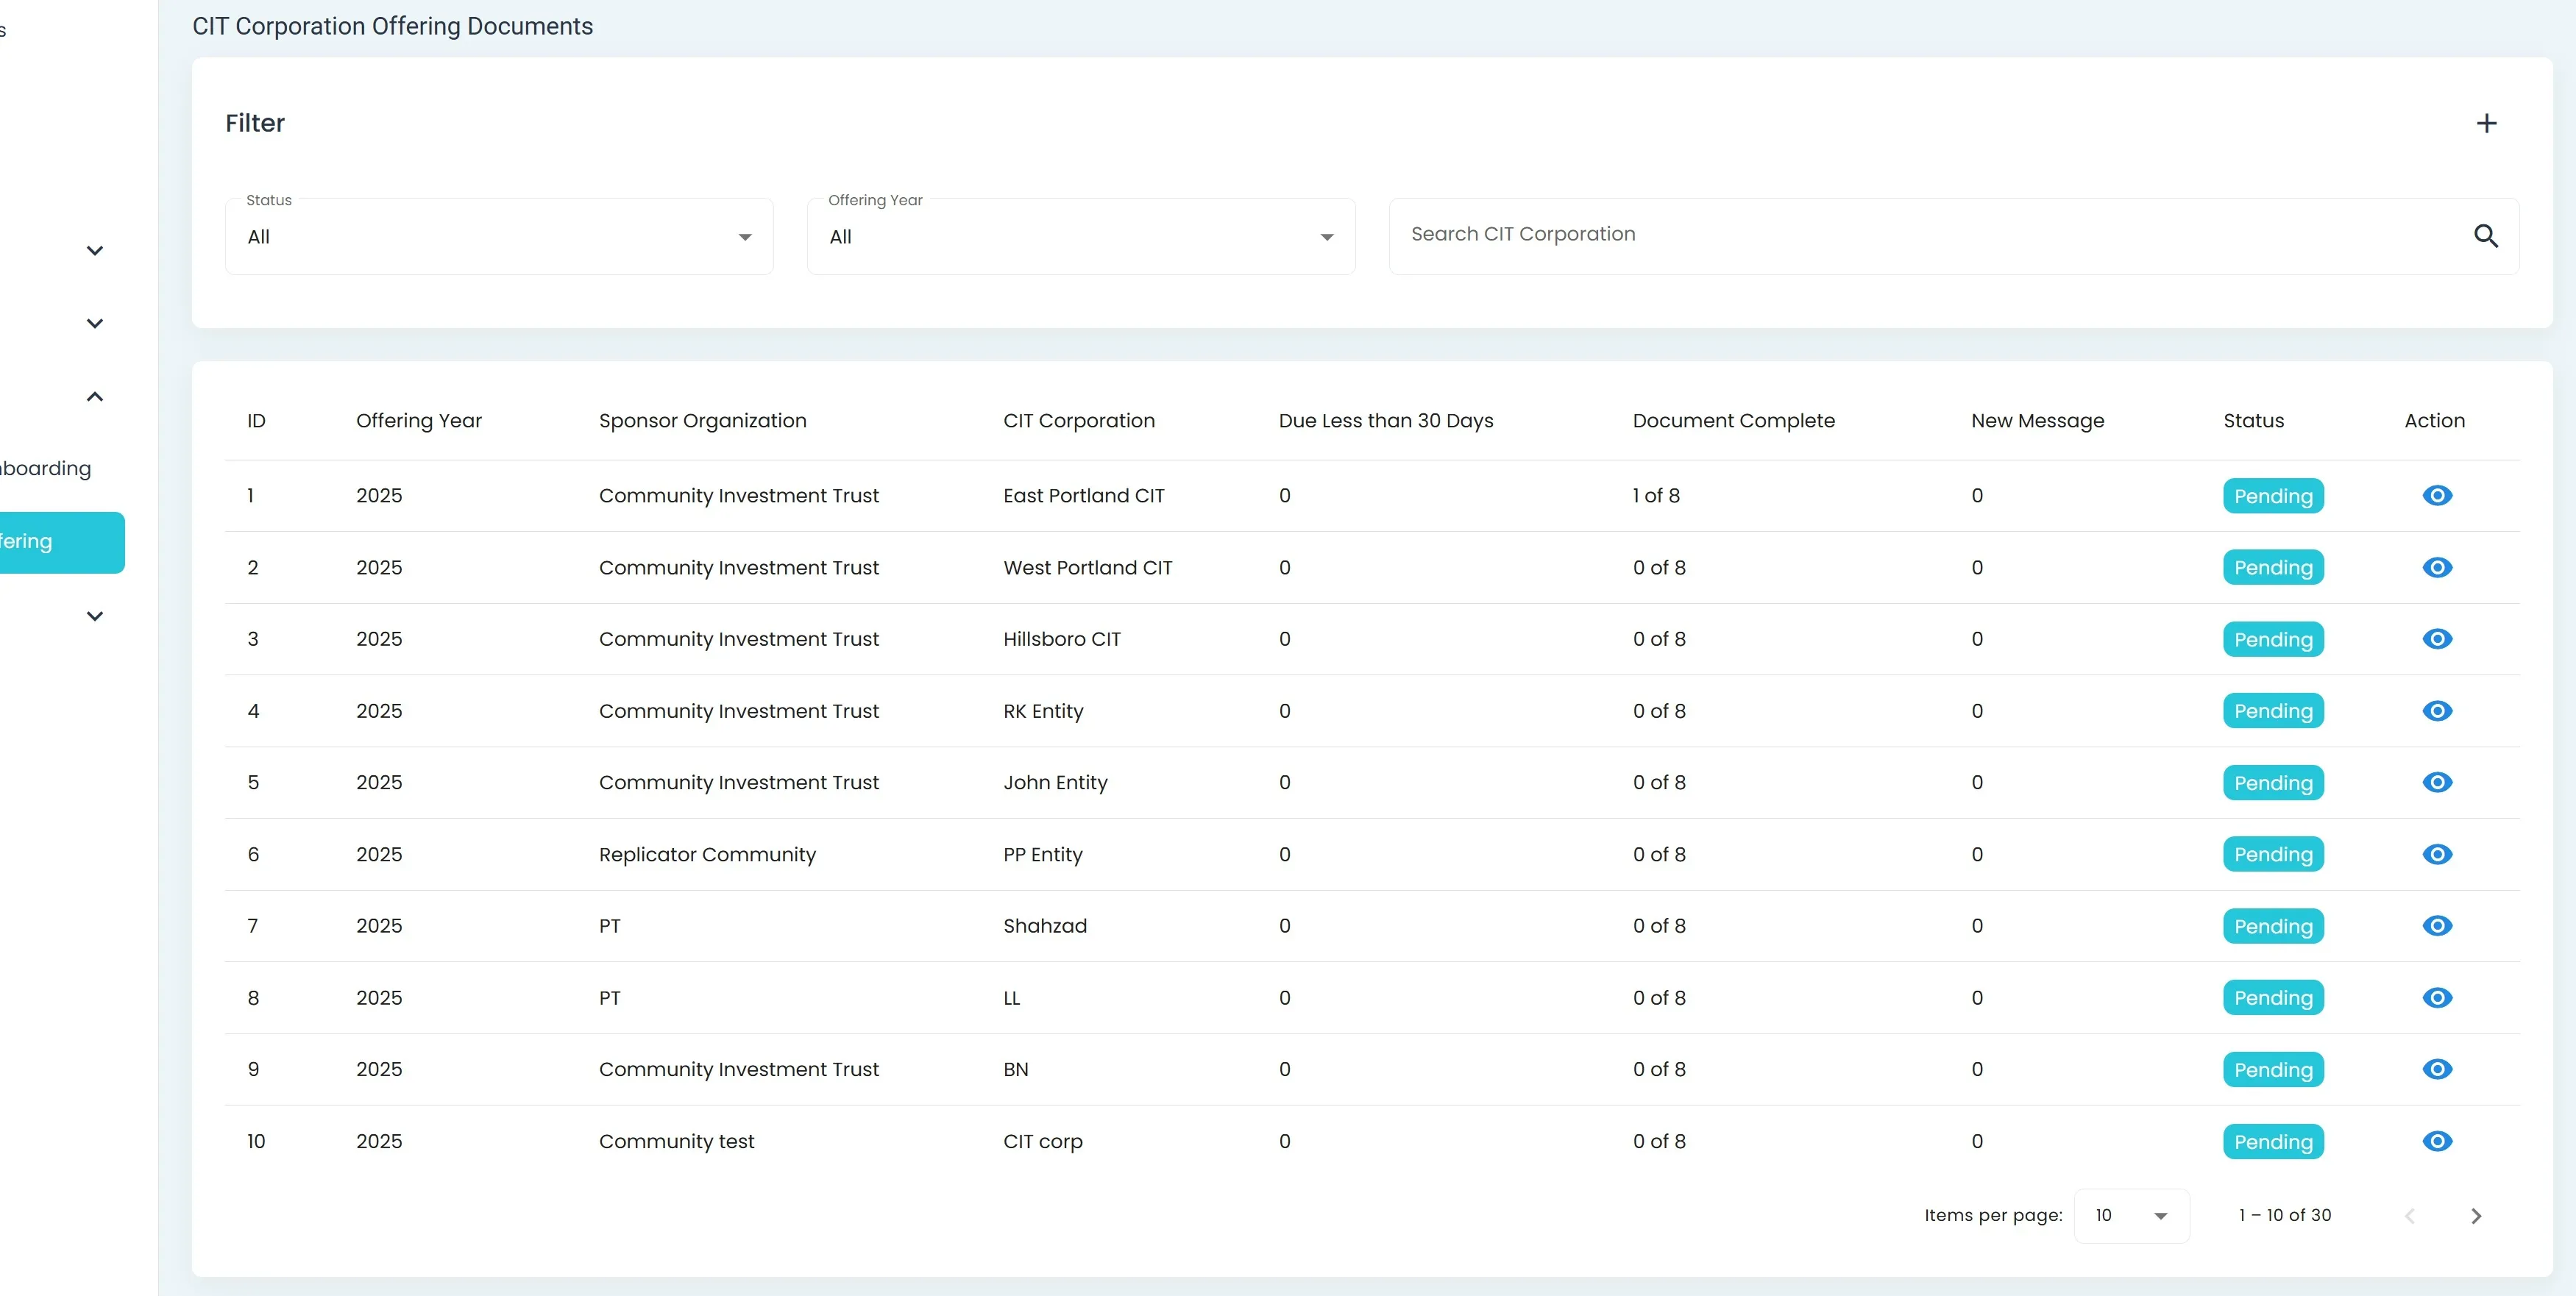 CIT Corporation Offering Documents
Filter
Status
All
Offering Year
All
Search CIT Corporation
ID Offering Year Sponsor Organization CIT Corporation Due Less than 30 Days Document Complete New Message Status Action
1 2025 Community Investment Trust East Portland CIT 0 1 of 8 0 Pending
2 2025 Community Investment Trust West Portland CIT 0 0 of 8 0 Pending
3 2025 Community Investment Trust Hillsboro CIT 0 0 of 8 0 Pending
4 2025 Community Investment Trust RK Entity 0 0 of 8 0 Pending
5 2025 Community Investment Trust John Entity 0 0 of 8 0 Pending
6 2025 Replicator Community PP Entity 0 0 of 8 0 Pending
7 2025 PT Shahzad 0 0 of 8 0 Pending
8 2025 PT LL 0 0 of 8 0 Pending
9 2025 Community Investment Trust BN 0 0 of 8 0 Pending
10 2025 Community test CIT corp 0 0 of 8 0 Pending
Items per page: 10 1 – 10 of 30